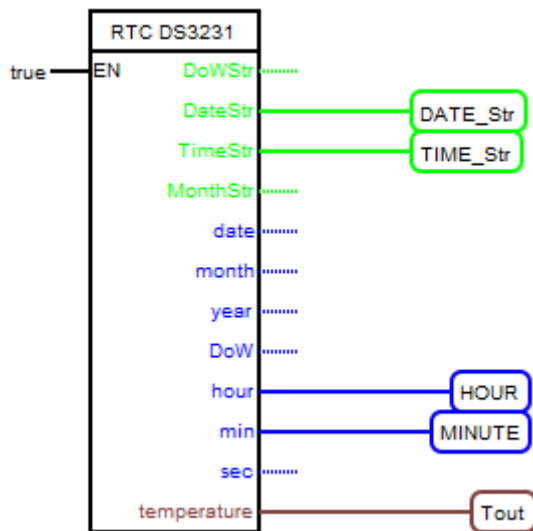 RTC DS3231
true EN DoWStr
DateStr DATE_Str
TimeStr TIME_Str
MonthStr
date
month
year
DoW
hour HOUR
min MINUTE
sec
temperature Tout